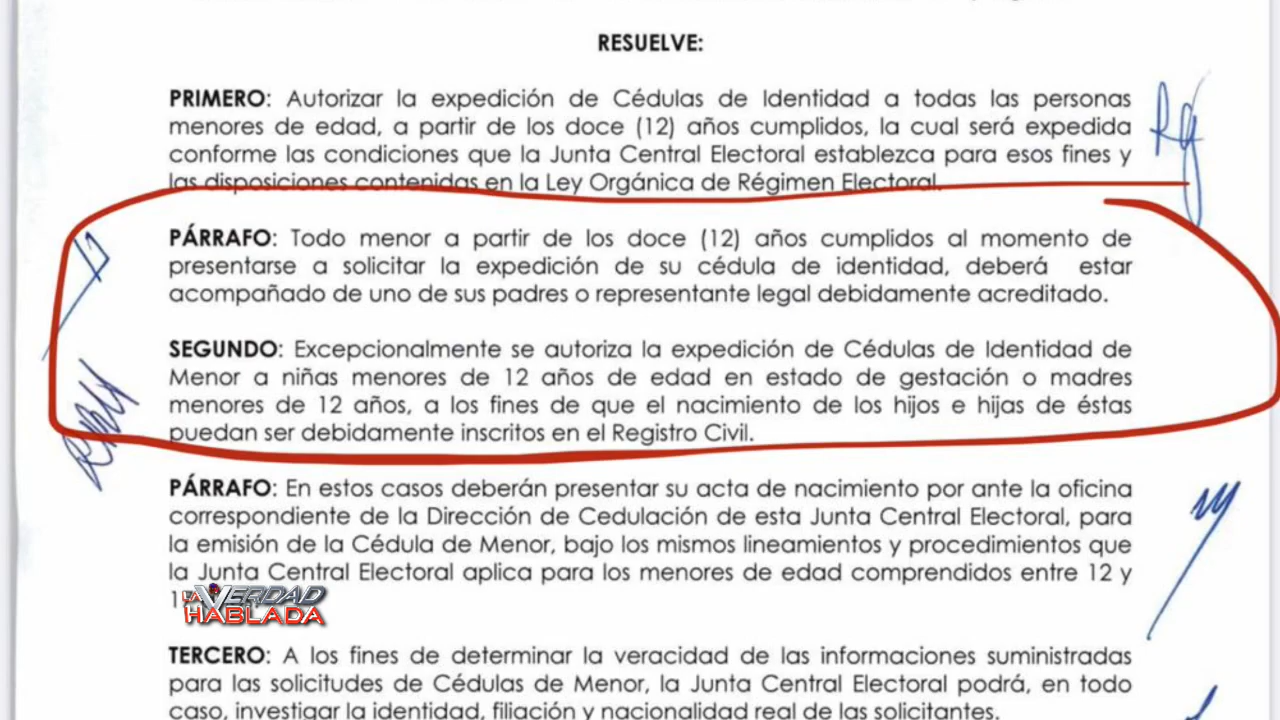 RESUELVE:
PRIMERO: Autorizar la expedición de Cédulas de Identidad a todas las personas
menores de edad, a partir de los doce (12) años cumplidos, la cual será expedida
conforme las condiciones que la Junta Central Electoral establezca para esos fines y
las disposiciones contenidas en la Ley Orgánica de Régimen Electoral.
PÁRRAFO: Todo menor a partir de los doce (12) años cumplidos al momento de
presentarse a solicitar la expedición de su cédula de identidad, deberá estar
acompañado de uno de sus padres o representante legal debidamente acreditado.
SEGUNDO: Excepcionalmente se autoriza la expedición de Cédulas de Identidad de
Menor a niñas menores de 12 años de edad en estado de gestación o madres
menores de 12 años, a los fines de que el nacimiento de los hijos e hijas de éstas
puedan ser debidamente inscritos en el Registro Civil.
PÁRRAFO: En estos casos deberán presentar su acta de nacimiento por ante la oficina
correspondiente de la Dirección de Cedulación de esta Junta Central Electoral, para
la emisión de la Cédula de Menor, bajo los mismos lineamientos y procedimientos que
la Junta Central Electoral aplica para los menores de edad comprendidos entre 12 y
LA VERDAD
HABLADA
TERCERO: A los fines de determinar la veracidad de las informaciones suministradas
para las solicitudes de Cédulas de Menor, la Junta Central Electoral podrá, en todo
caso, investigar la identidad, filiación y nacionalidad real de las solicitantes.